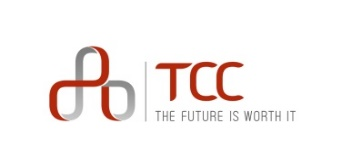 TCC
THE FUTURE IS WORTH IT